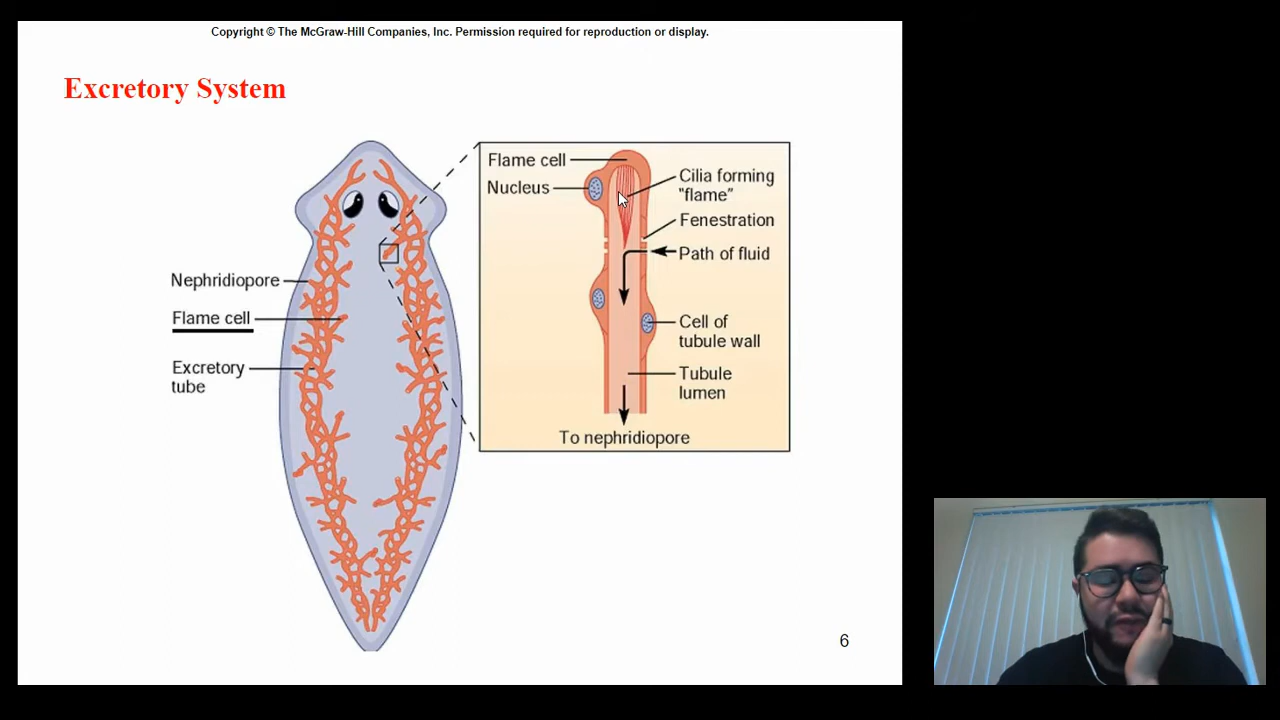 Copyright © The McGraw-Hill Companies, Inc. Permission required for reproduction or display.
Excretory System
Nephridiopore
Flame cell
Excretory
tube
Flame cell
Nucleus
Cilia forming
"flame"
Fenestration
Path of fluid
Cell of
tubule wall
Tubule
lumen
To nephridiopore
6